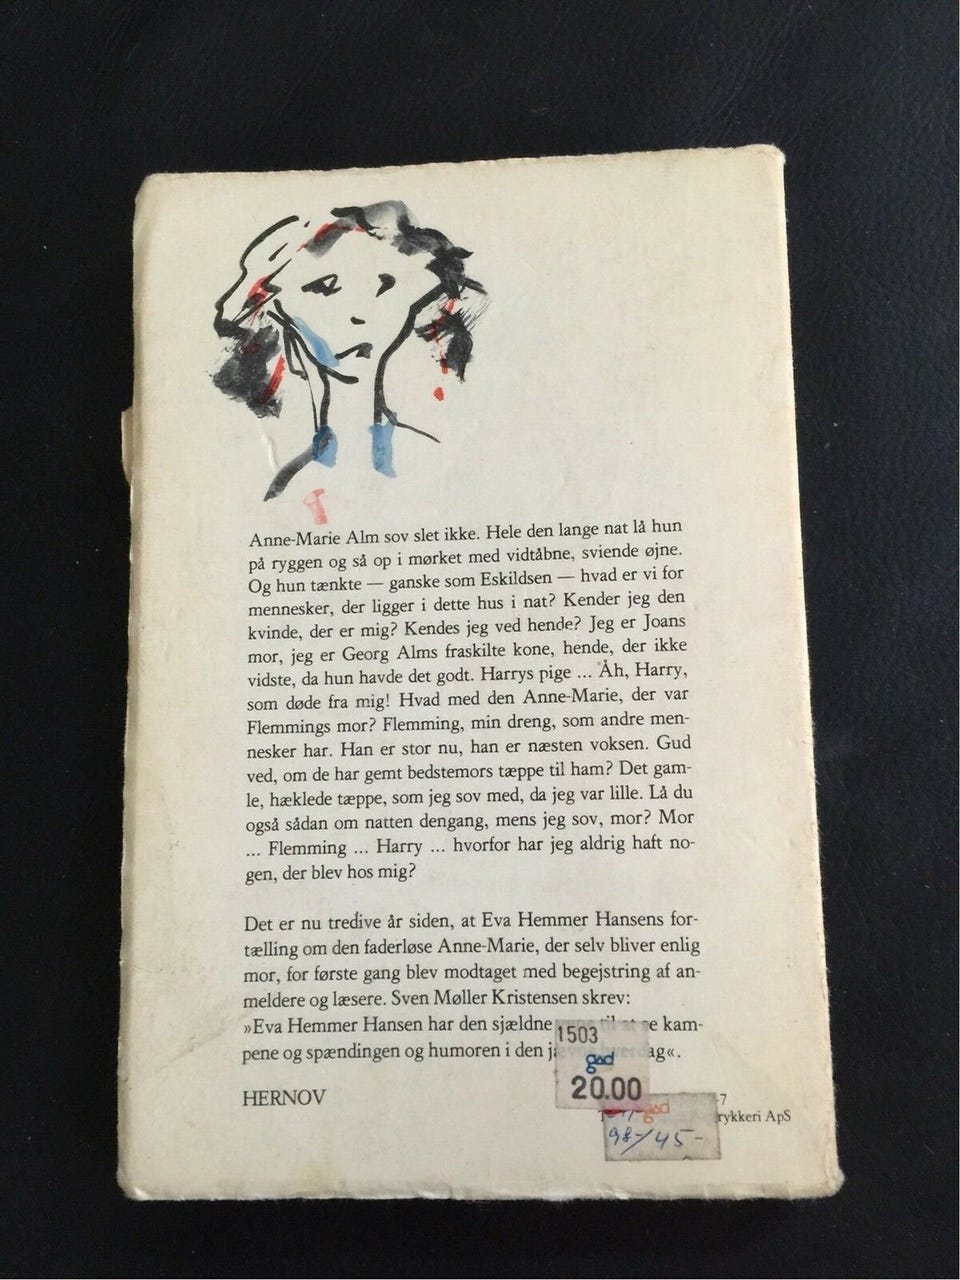 Anne-Marie Alm sov slet ikke. Hele den lange nat lå hun
på ryggen og så op i mørket med vidtåbne, sviende øjne.
Og hun tænkte — ganske som Eskildsen — hvad er vi for
mennesker, der ligger i dette hus i nat? Kender jeg den
kvinde, der er mig? Kendes jeg ved hende? Jeg er Joans
mor, jeg er Georg Alms fraskilte kone, hende, der ikke
vidste, da hun havde det godt. Harrys pige ... Åh, Harry,
som døde fra mig! Hvad med den Anne-Marie, der var
Flemmings mor? Flemming, min dreng, som andre men-
nesker har. Han er stor nu, han er næsten voksen. Gud
ved, om de har gemt bedstemors tæppe til ham? Det gam-
le, hæklede tæppe, som jeg sov med, da jeg var lille. Lå du
også sådan om natten dengang, mens jeg sov, mor? Mor
... Flemming ... Harry ... hvorfor har jeg aldrig haft no-
gen, der blev hos mig?
Det er nu tredive år siden, at Eva Hemmer Hansens for-
tælling om den faderløse Anne-Marie, der selv bliver enlig
mor, for første gang blev modtaget med begejstring af an-
meldere og læsere. Sven Møller Kristensen skrev:
»Eva Hemmer Hansen har den sjældne kam-
pene og spændingen og humoren i den ag«.
1503
gad
20.00
HERNOV
-7
rykkeri ApS
gad
98-/45-